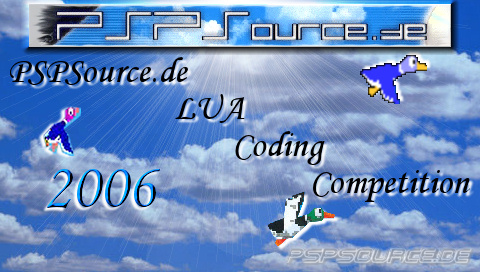 PSPSource.de
PSPSource.de
LUA
Coding
Competition
2006
PSPSOURCE.DE